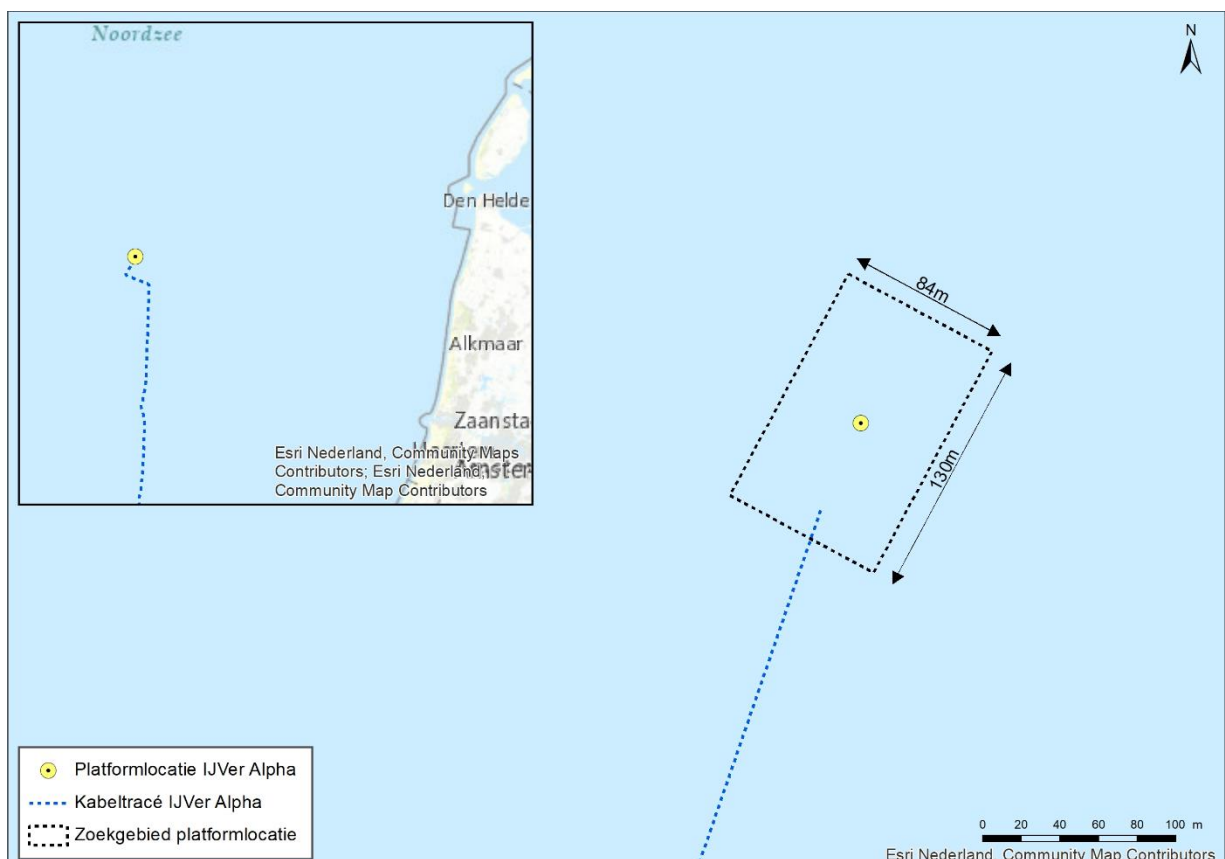 Noordzee
Den Helde
Alkmaar
Zaansta
Amster
Esri Nederland, Community Maps
Contributors; Esri Nederland,
Community Map Contributors
N
84m
130m
Platformlocatie IJVer Alpha
Kabeltracé IJVer Alpha
Zoekgebied platformlocatie
0 20 40 60 80 100 m
Esri Nederland, Community Map Contributors